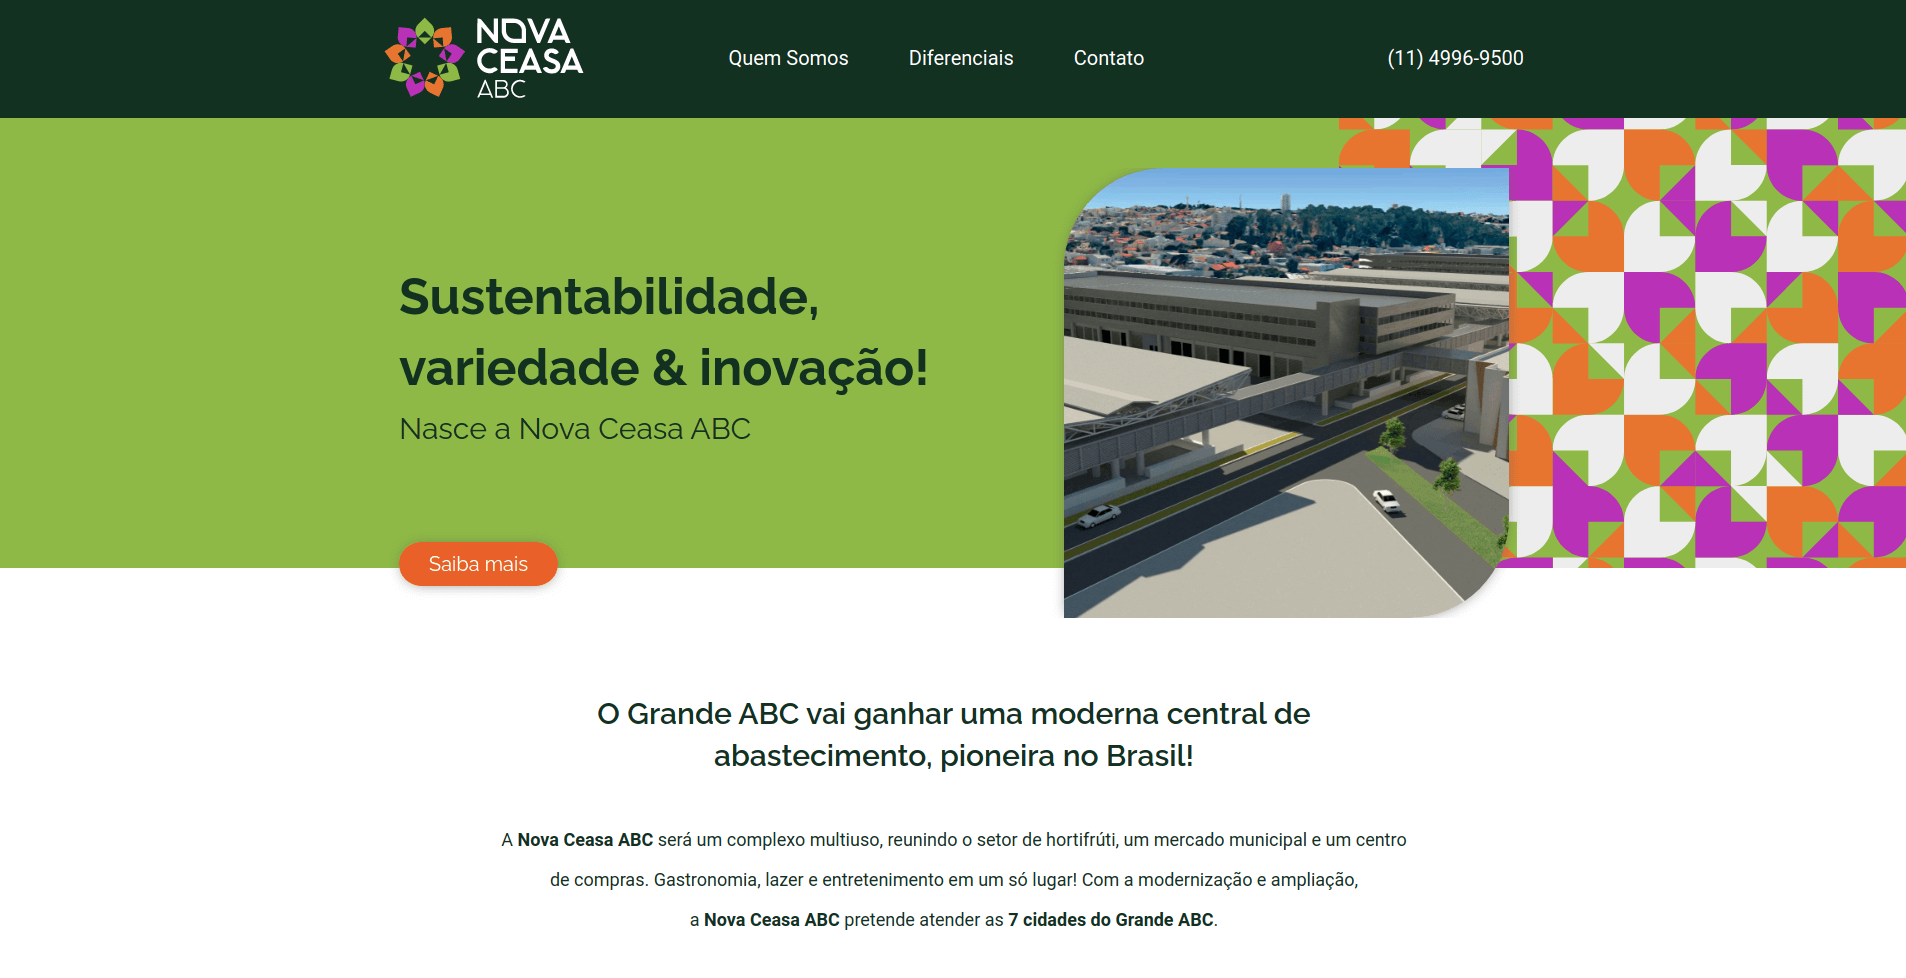 NOVA
CEASA
ABC
Quem Somos
Diferenciais
Contato
(11) 4996-9500
Sustentabilidade,
variedade & inovação!
Nasce a Nova Ceasa ABC
Saiba mais
O Grande ABC vai ganhar uma moderna central de
abastecimento, pioneira no Brasil!
A Nova Ceasa ABC será um complexo multiuso, reunindo o setor de hortifrúti, um mercado municipal e um centro
de compras. Gastronomia, lazer e entretenimento em um só lugar! Com a modernização e ampliação,
a Nova Ceasa ABC pretende atender as 7 cidades do Grande ABC.